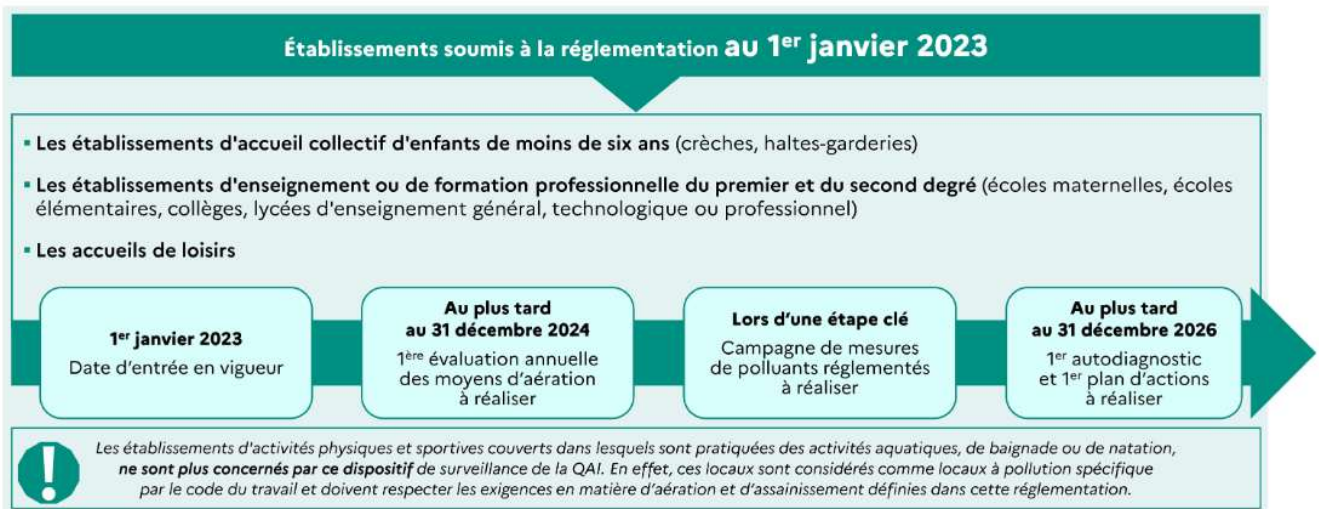 Établissements soumis à la réglementation au 1er janvier 2023
▪ Les établissements d'accueil collectif d'enfants de moins de six ans (crèches, haltes-garderies)
▪ Les établissements d'enseignement ou de formation professionnelle du premier et du second degré (écoles maternelles, écoles
élémentaires, collèges, lycées d'enseignement général, technologique ou professionnel)
▪ Les accueils de loisirs
1er janvier 2023
Date d'entrée en vigueur
Au plus tard
au 31 décembre 2024
1ère évaluation annuelle
des moyens d'aération
à réaliser
Lors d'une étape clé
Campagne de mesures
de polluants réglementés
à réaliser
Au plus tard
au 31 décembre 2026
1er autodiagnostic
et 1er plan d'actions
à réaliser
!
Les établissements d'activités physiques et sportives couverts dans lesquels sont pratiquées des activités aquatiques, de baignade ou de natation,
ne sont plus concernés par ce dispositif de surveillance de la QAI. En effet, ces locaux sont considérés comme locaux à pollution spécifique
par le code du travail et doivent respecter les exigences en matière d'aération et d'assainissement définies dans cette réglementation.